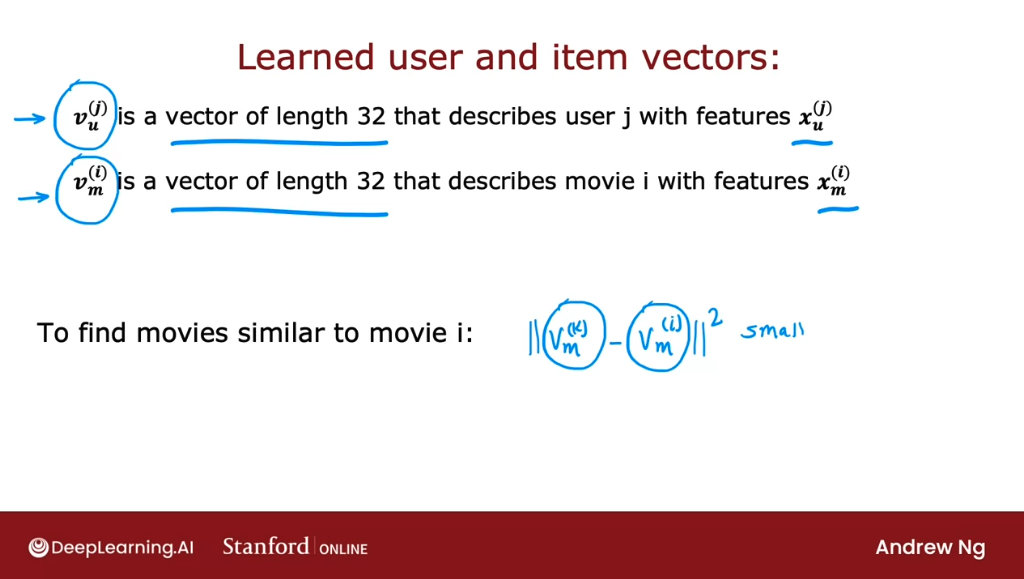 Learned user and item vectors:
→ v_u^(j) is a vector of length 32 that describes user j with features x_u^(j)
→ v_m^(i) is a vector of length 32 that describes movie i with features x_m^(i)
To find movies similar to movie i: ||v_m^(k) - v_m^(i)||^2 small
DeepLearning.AI Stanford | ONLINE Andrew Ng